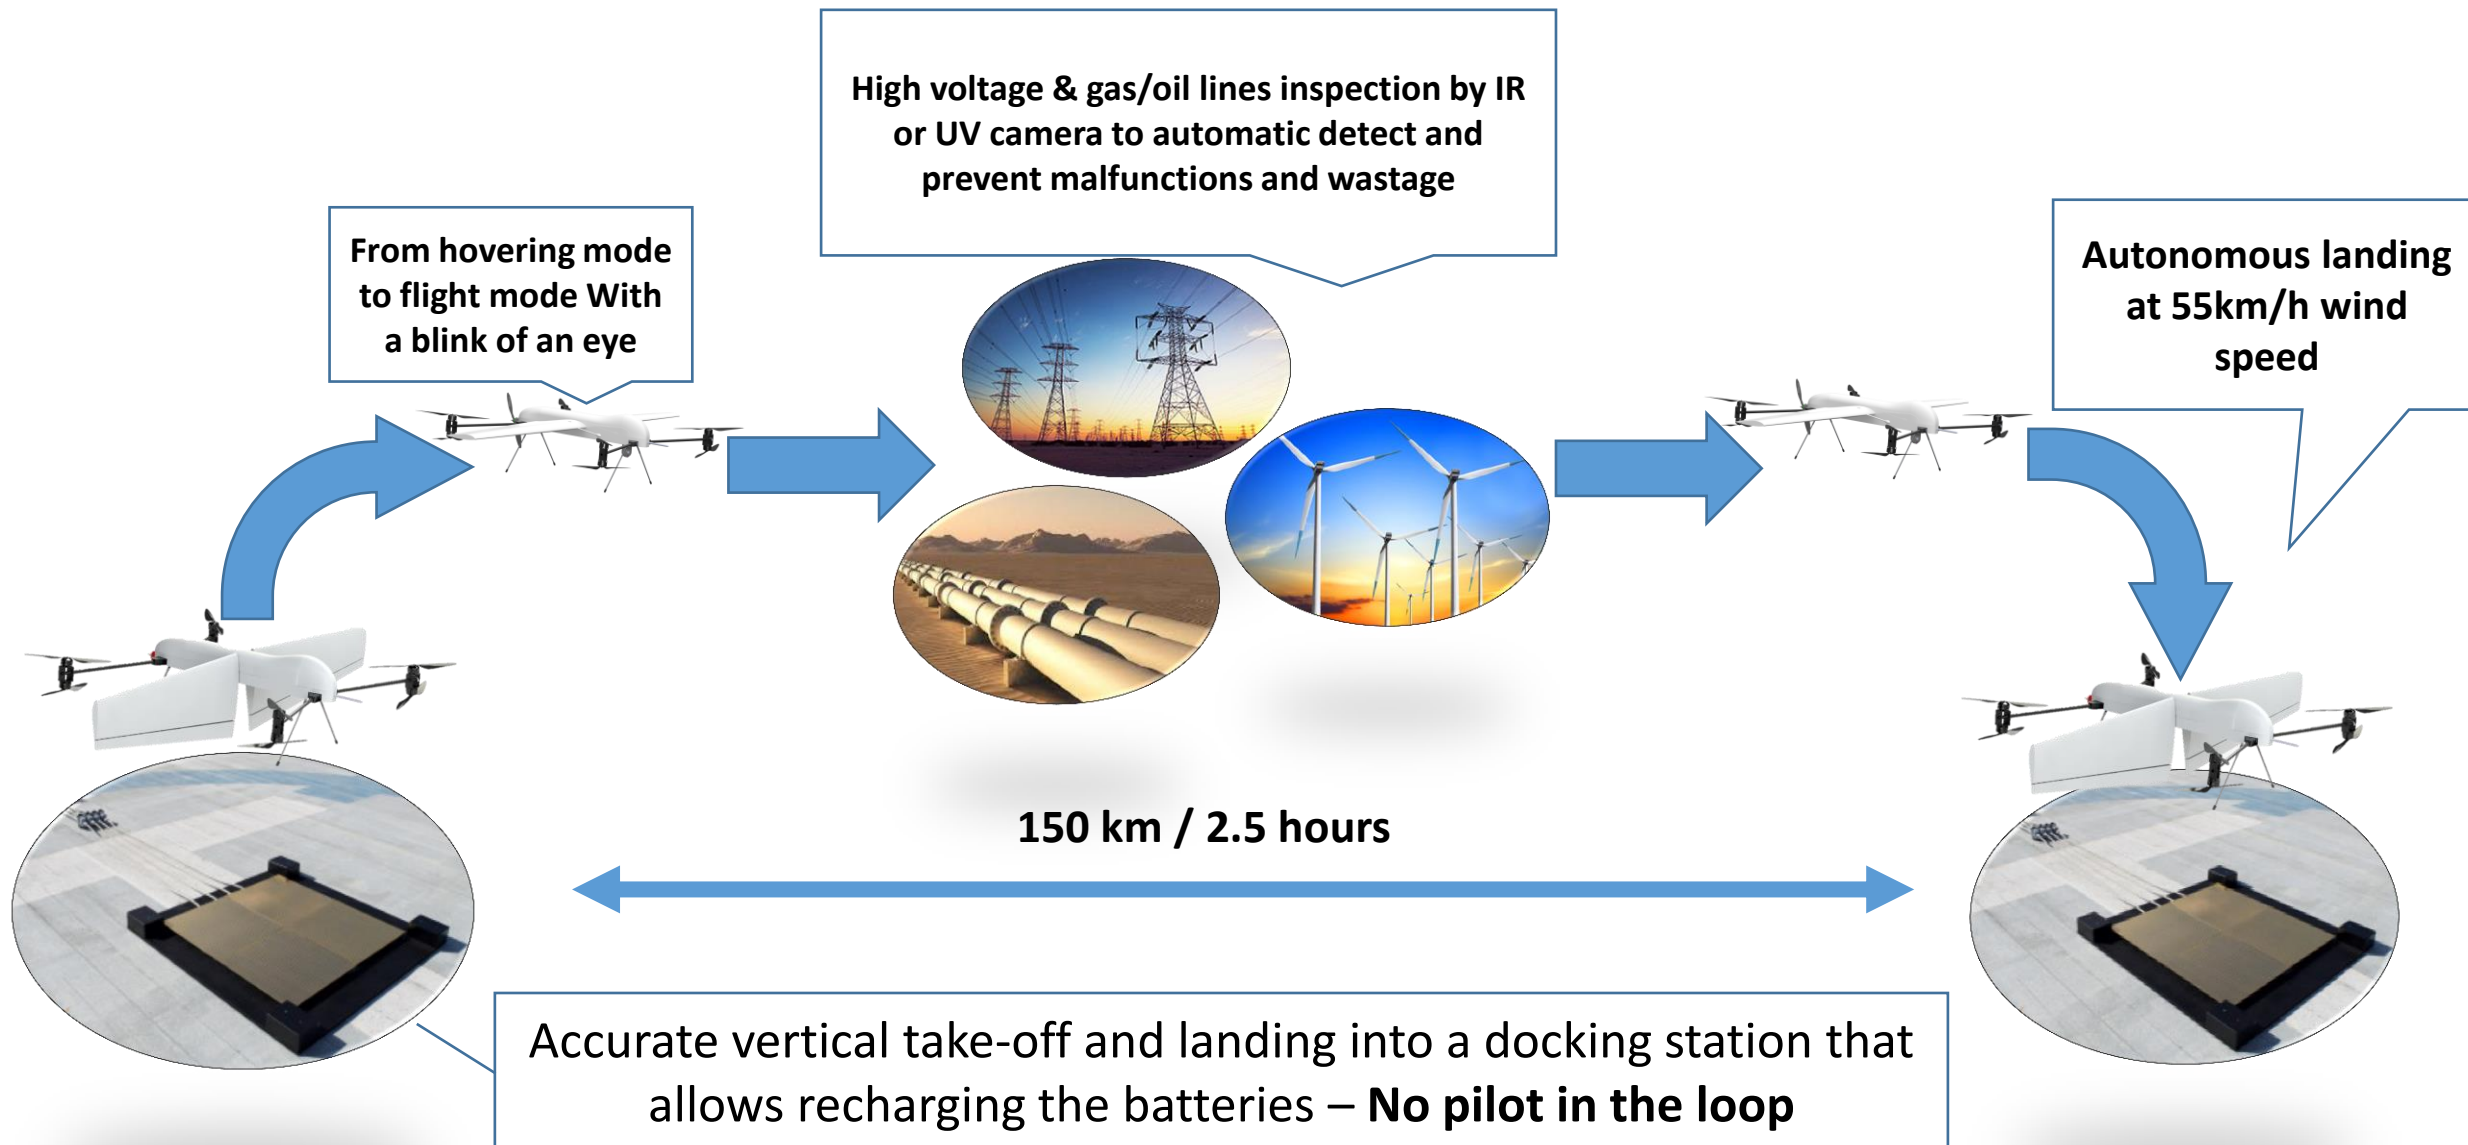 High voltage & gas/oil lines inspection by IR
or UV camera to automatic detect and
prevent malfunctions and wastage
From hovering mode
to flight mode With
a blink of an eye
Autonomous landing
at 55km/h wind
speed
150 km / 2.5 hours
Accurate vertical take-off and landing into a docking station that
allows recharging the batteries – No pilot in the loop